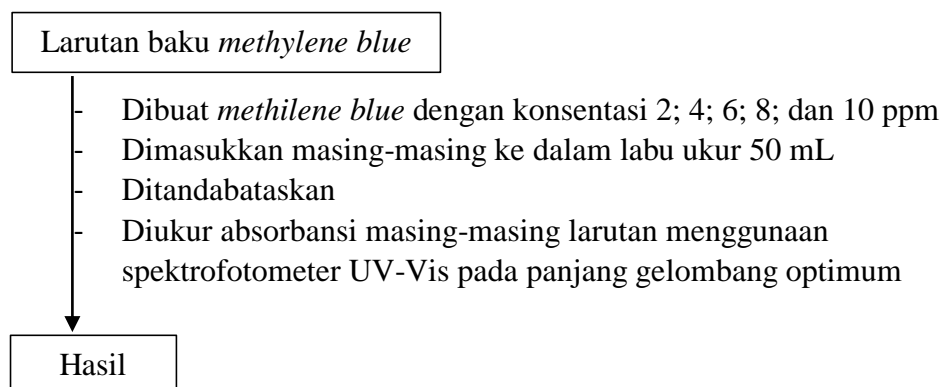 Larutan baku methylene blue
- Dibuat methilene blue dengan konsentasi 2; 4; 6; 8; dan 10 ppm
- Dimasukkan masing-masing ke dalam labu ukur 50 mL
- Ditandabataskan
- Diukur absorbansi masing-masing larutan menggunaan
spektrofotometer UV-Vis pada panjang gelombang optimum
Hasil